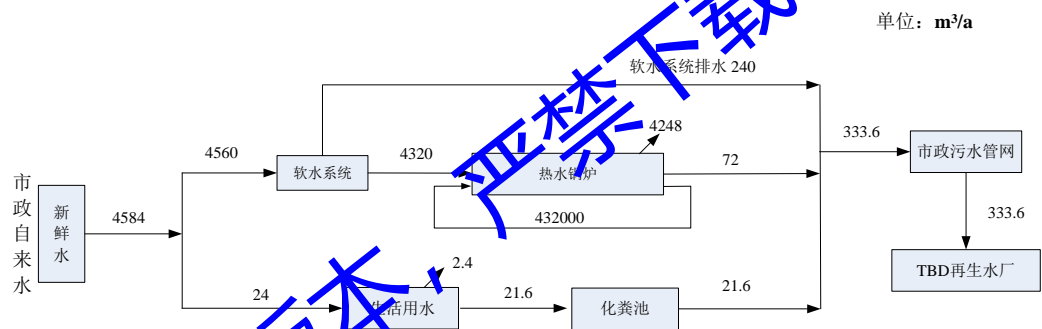 单位：m³/a
软水系统排水 240
4248
4560
4320
72
333.6
市政污水管网
软水系统
热水锅炉
市政自来水
新鲜水
4584
432000
333.6
TBD再生水厂
2.4
24
生活用水
21.6
化粪池
21.6
本，严禁下载